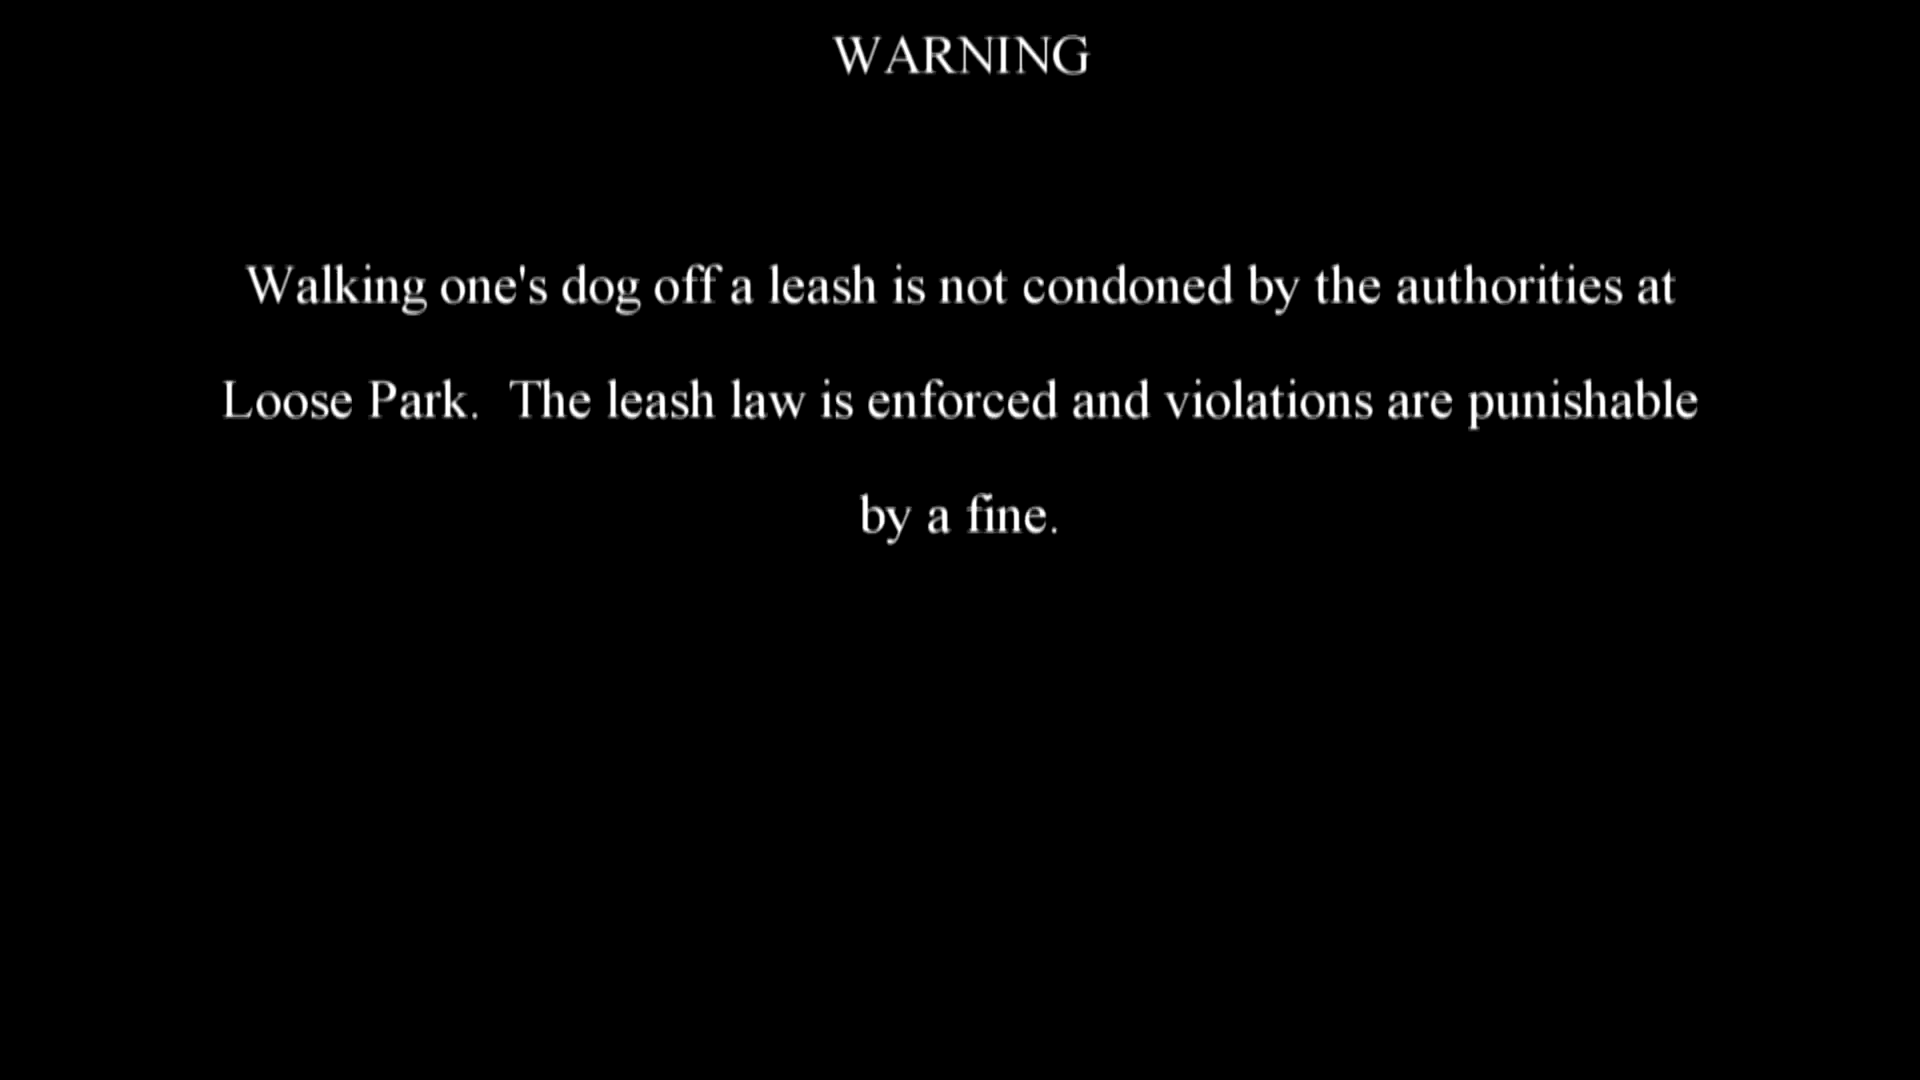 WARNING
Walking one's dog off a leash is not condoned by the authorities at
Loose Park.  The leash law is enforced and violations are punishable
by a fine.